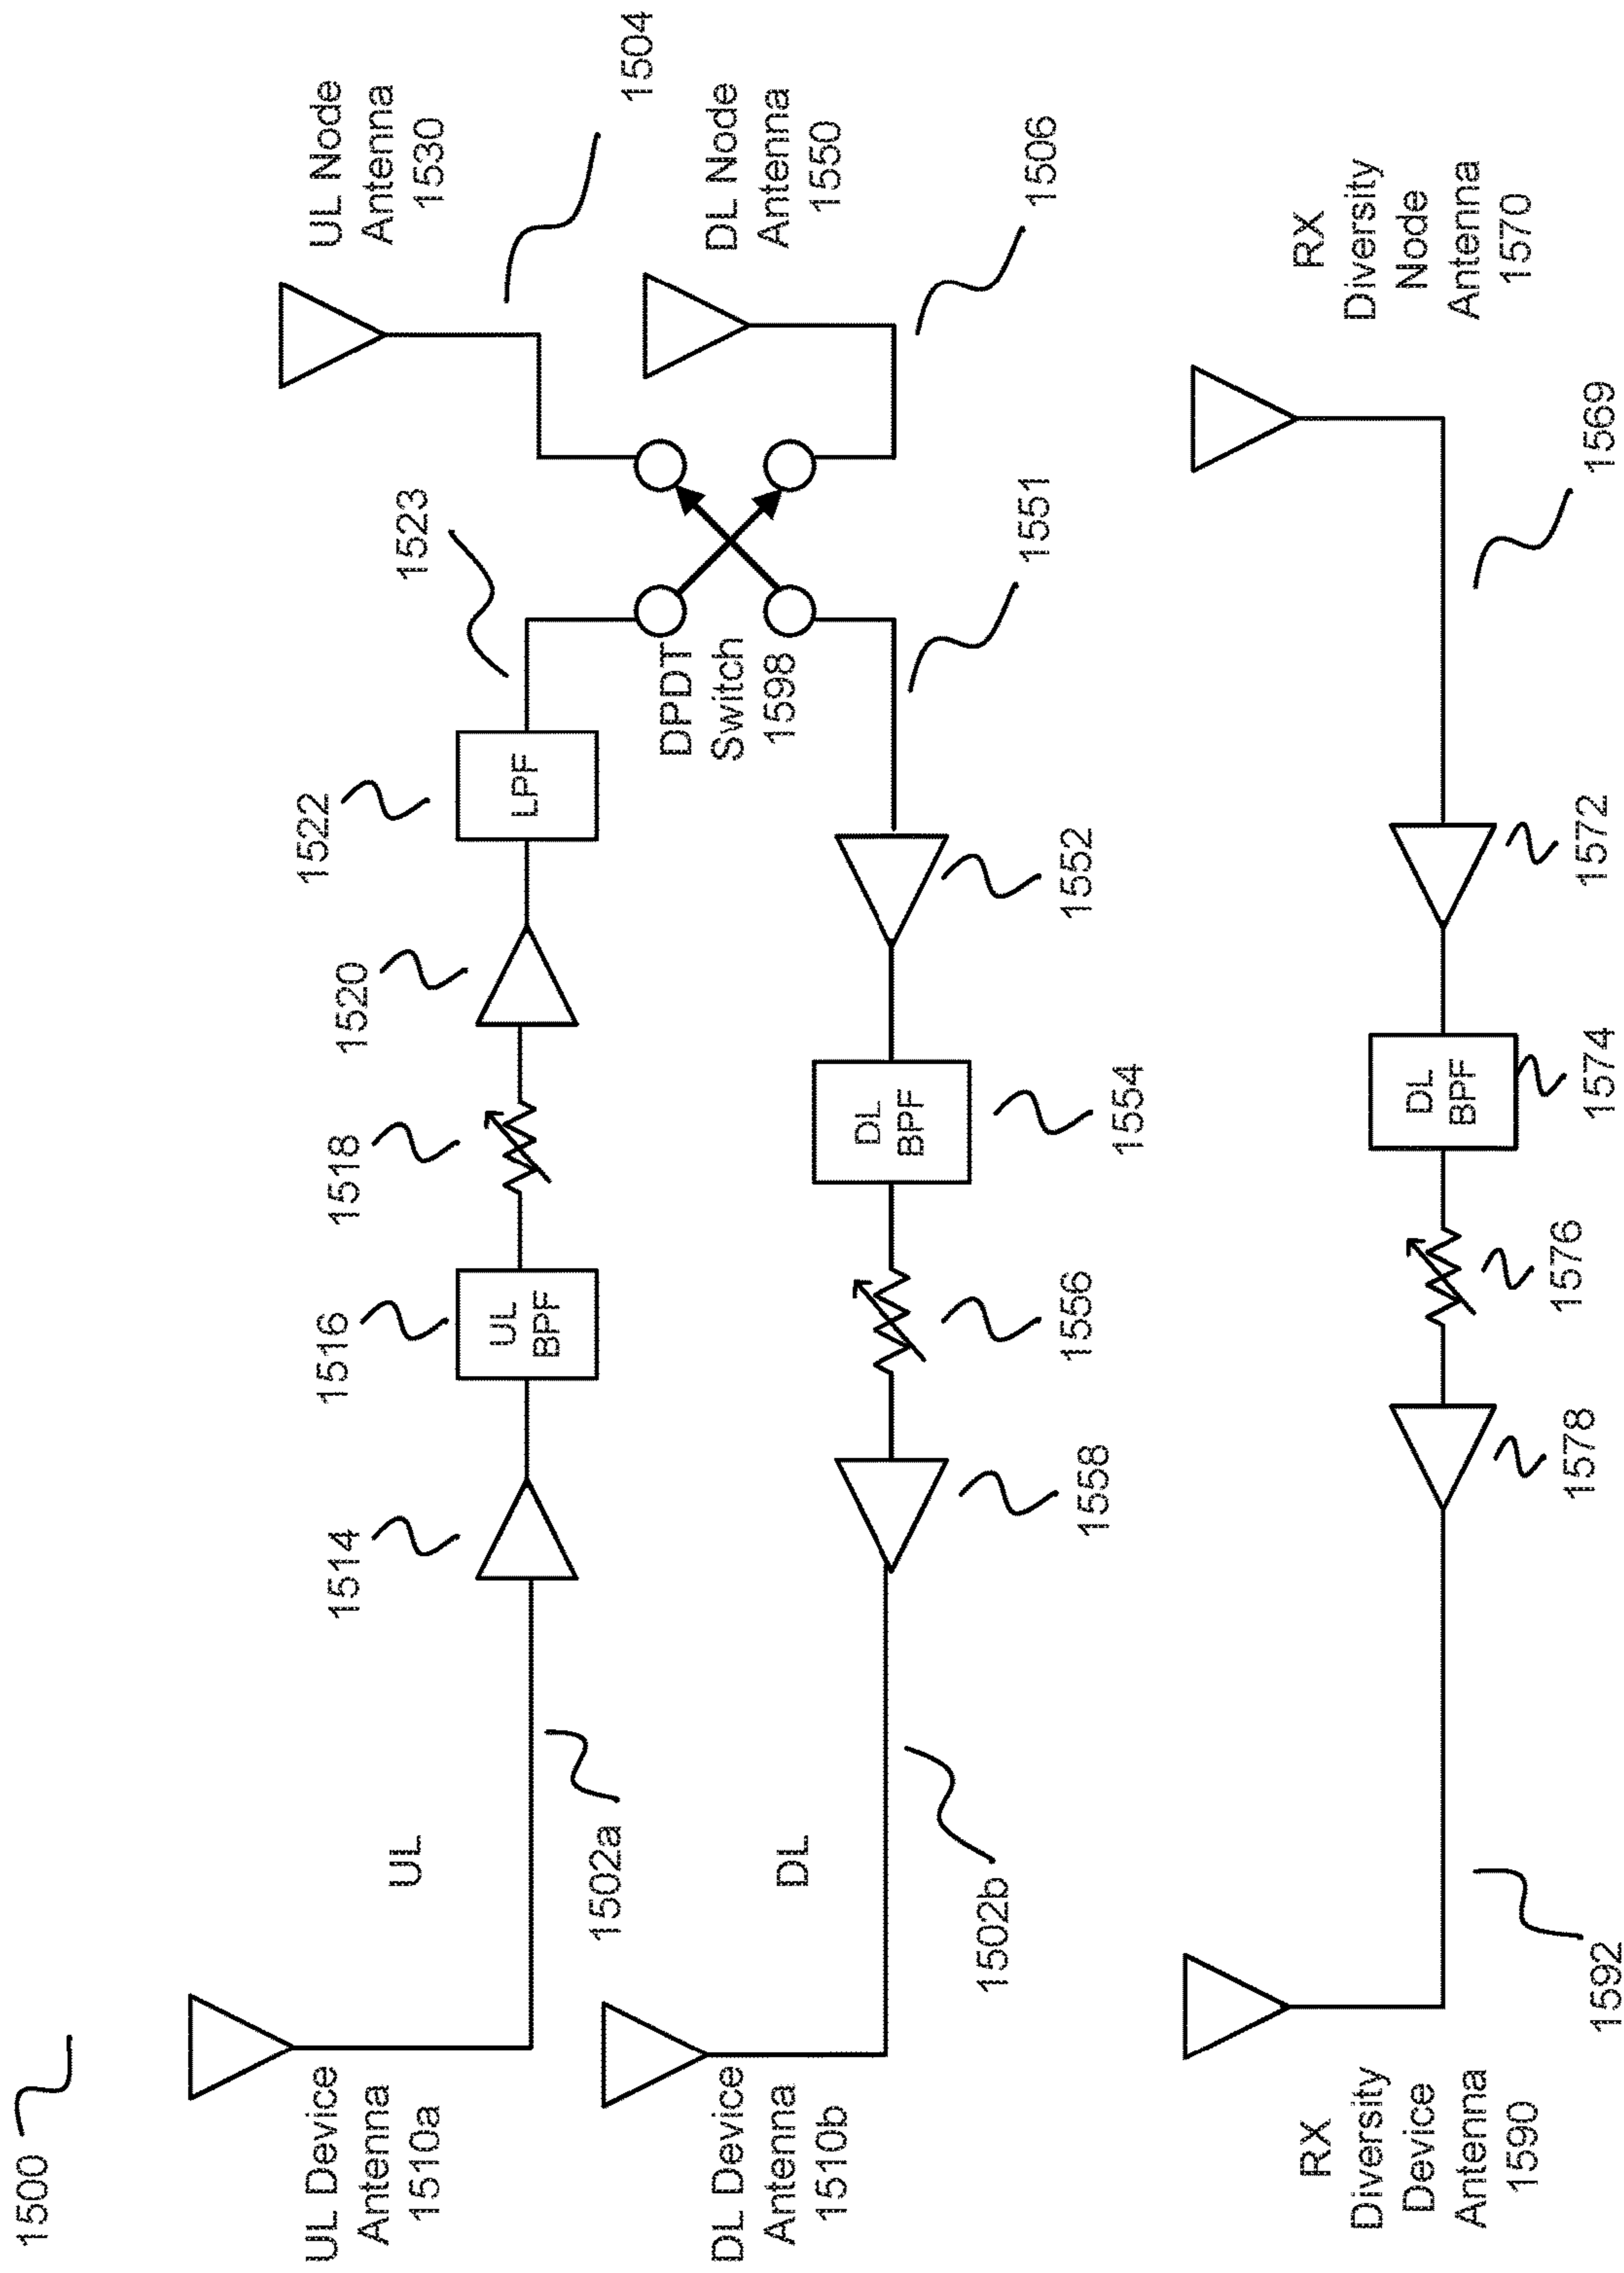 1500
UL Device
Antenna
1510a
UL
1502a
1514
1516
UL
BPF
1518
1520
1522
LPF
1523
UL Node
Antenna
1530
1504
DL Device
Antenna
1510b
DL
1502b
1558
1556
DL
BPF
1554
1552
1551
DPDT
Switch
1598
DL Node
Antenna
1550
1506
RX
Diversity
Device
Antenna
1590
1592
1578
1576
DL
BPF
1574
1572
1569
RX
Diversity
Node
Antenna
1570